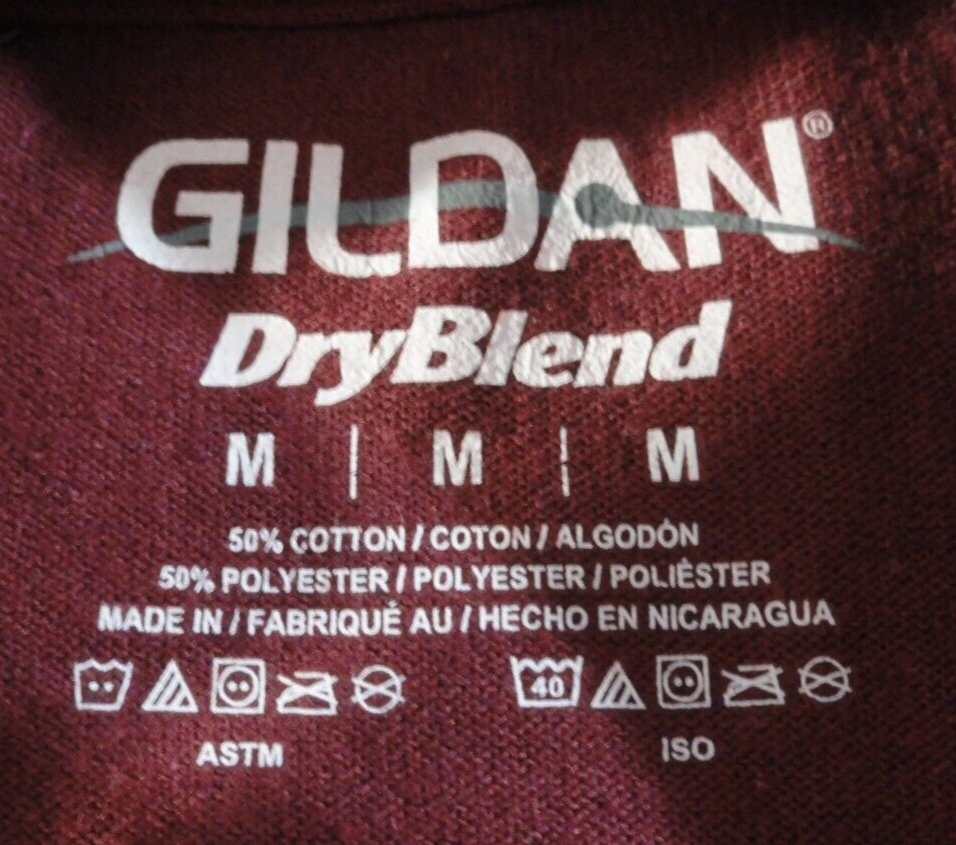 GILDAN®
DryBlend
M | M | M
50% COTTON / COTON / ALGODÓN
50% POLYESTER / POLYESTER / POLIÉSTER
MADE IN / FABRIQUÉ AU / HECHO EN NICARAGUA
40
ASTM
ISO